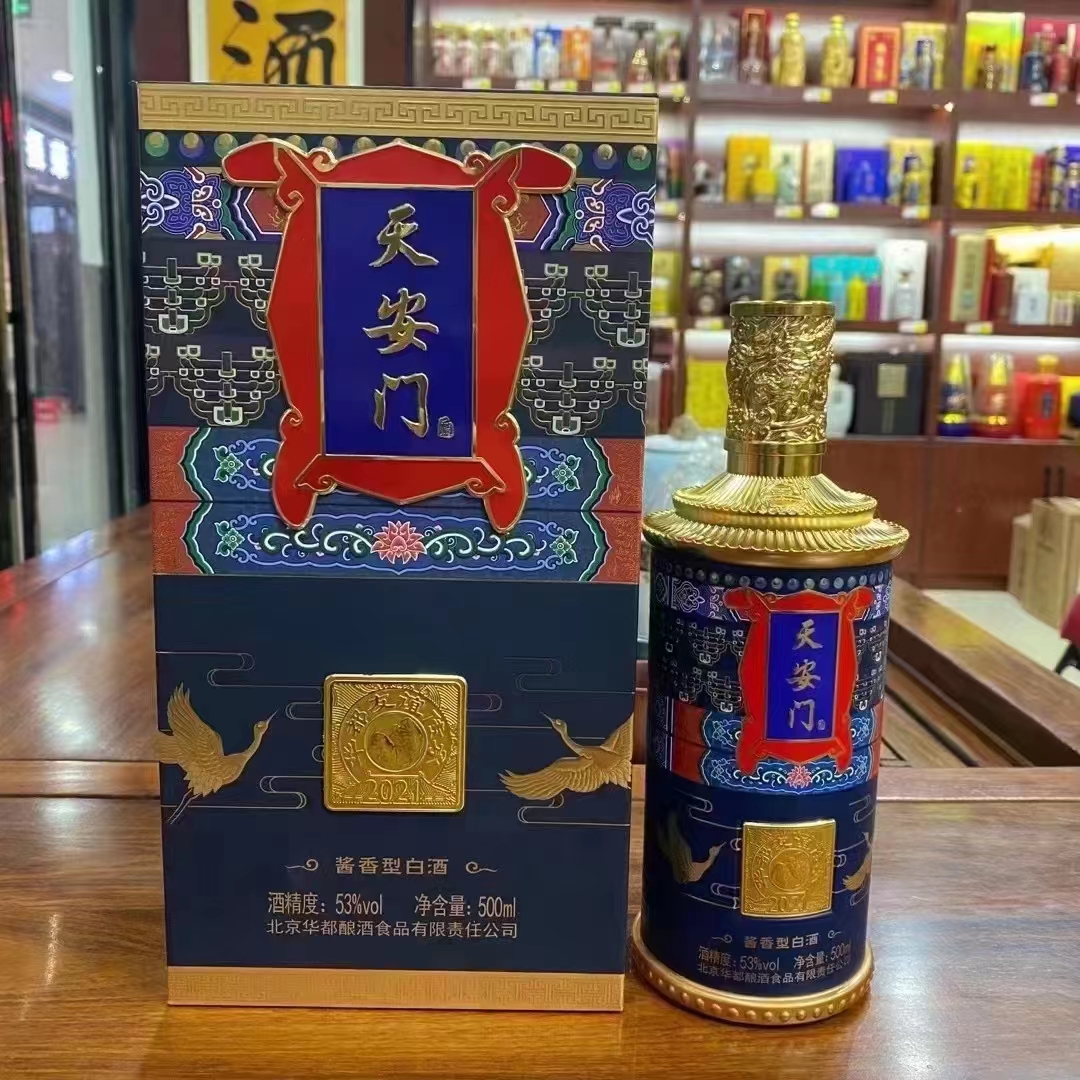 酒
天安门
2021
酱香型白酒
酒精度：53%vol 净含量：500ml
北京华都酿酒食品有限责任公司
天安门
2021
酱香型白酒
酒精度：53%vol 净含量：500ml
北京华都酿酒食品有限责任公司